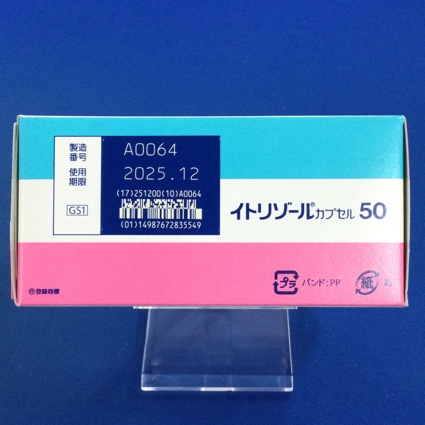 製造番号 A0064
使用期限 2025.12
(17)251200(10)A0064
GS1
(01)14987672835549
イトリゾール®カプセル 50
プラ バンド:PP
紙
登録商標